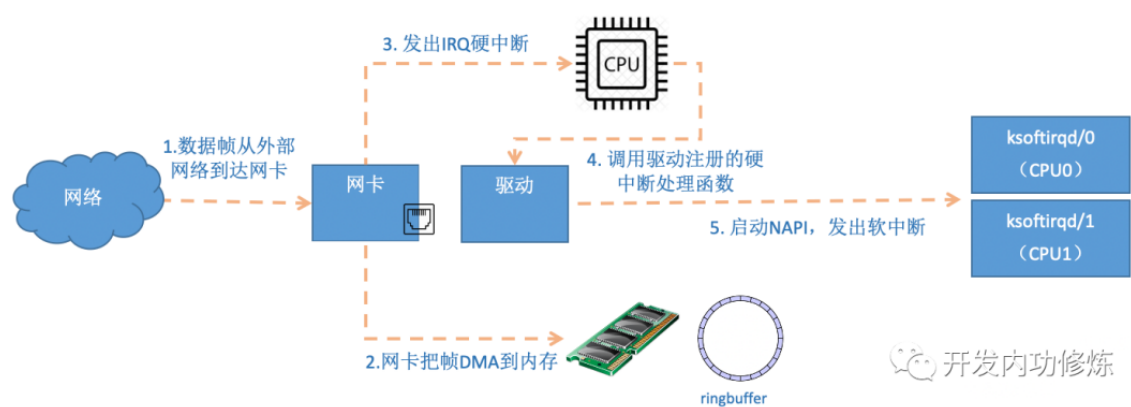 3. 发出IRQ硬中断
CPU
1.数据帧从外部
网络到达网卡
网络
网卡
驱动
4. 调用驱动注册的硬
中断处理函数
ksoftirqd/0
（CPU0）
5. 启动NAPI，发出软中断
ksoftirqd/1
（CPU1）
2.网卡把帧DMA到内存
ringbuffer
开发内功修炼